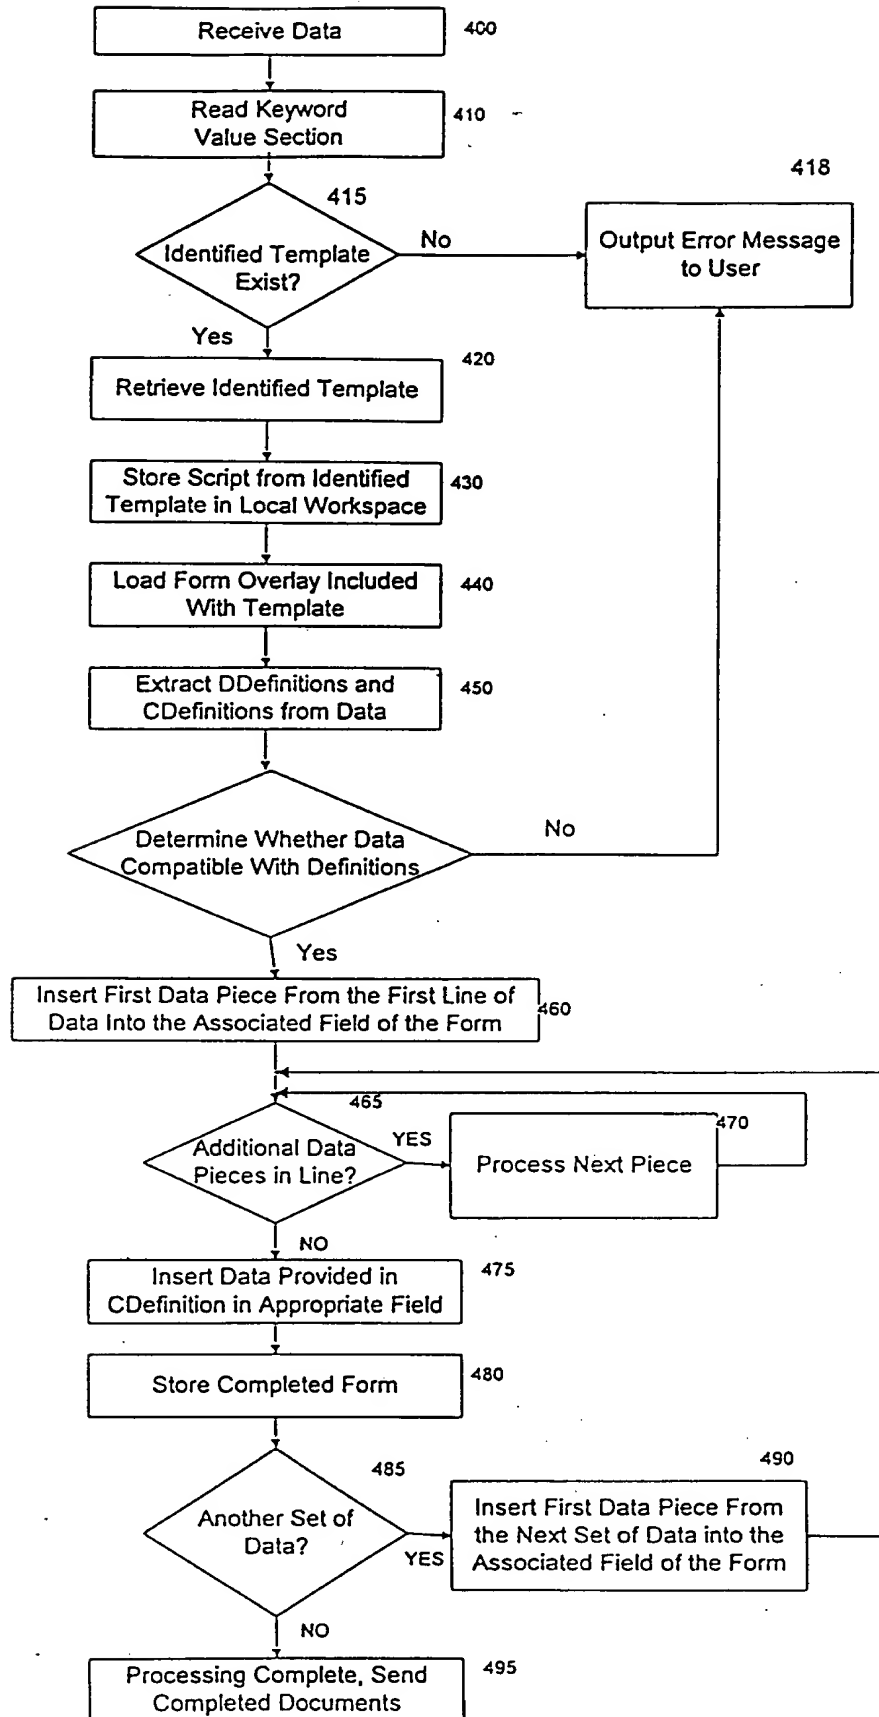 Receive Data
400
Read Keyword
Value Section
410
415
418
Identified Template
Exist?
No
Output Error Message
to User
Yes
420
Retrieve Identified Template
Store Script from Identified
Template in Local Workspace
430
Load Form Overlay Included
With Template
440
Extract DDefinitions and
CDefinitions from Data
450
Determine Whether Data
Compatible With Definitions
No
Yes
Insert First Data Piece From the First Line of
Data Into the Associated Field of the Form
460
465
Additional Data
Pieces in Line?
YES
470
Process Next Piece
NO
Insert Data Provided in
CDefinition in Appropriate Field
475
Store Completed Form
480
485
490
Another Set of
Data?
YES
Insert First Data Piece From
the Next Set of Data into the
Associated Field of the Form
NO
Processing Complete, Send
Completed Documents
495